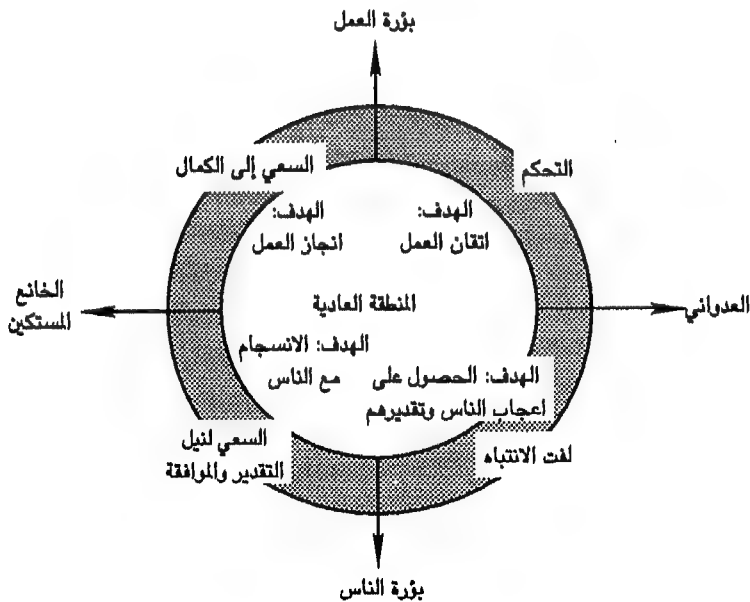 بؤرة العمل
التحكم
السعي إلى الكمال
الهدف:
اتقان العمل
الهدف:
انجاز العمل
العدواني
المنطقة العادية
الخانع
المستكين
الهدف: الانسجام
مع الناس
الهدف: الحصول على
اعجاب الناس وتقديرهم
لفت الانتباه
السعي لنيل
التقدير والموافقة
بؤرة الناس